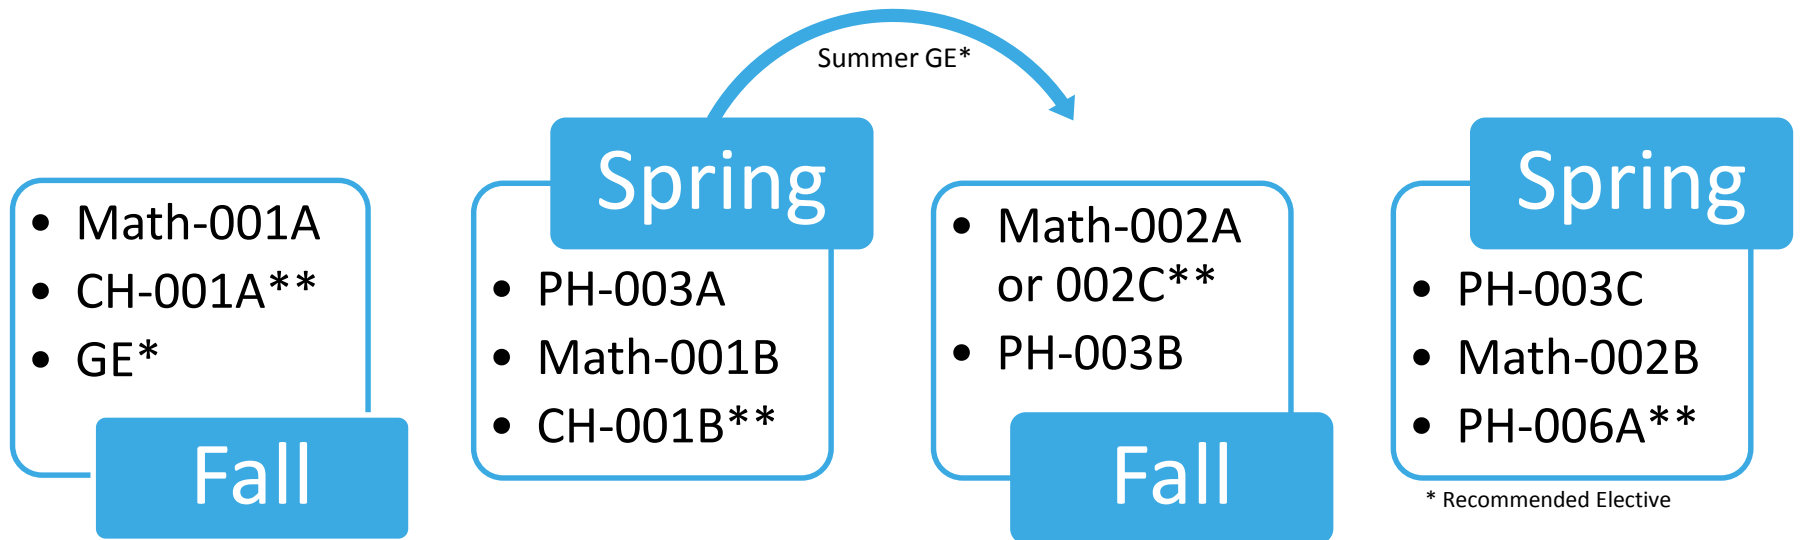 Summer GE*
• Math-001A
• CH-001A**
• GE*
Fall
Spring
• PH-003A
• Math-001B
• CH-001B**
• Math-002A
or 002C**
• PH-003B
Fall
Spring
• PH-003C
• Math-002B
• PH-006A**
* Recommended Elective